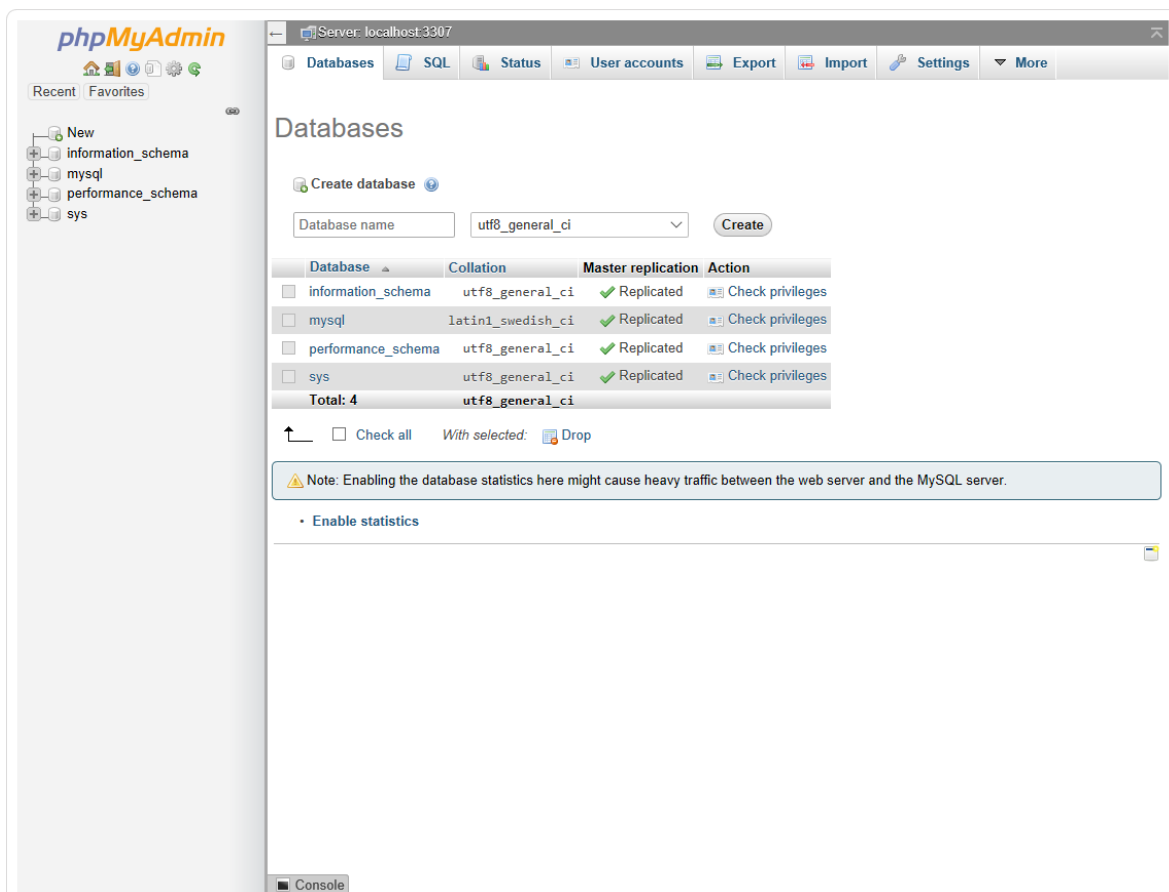 phpMyAdmin
Recent Favorites
New
information_schema
mysql
performance_schema
sys
Server: localhost:3307
Databases SQL Status User accounts Export Import Settings More
Databases
Create database
Database name utf8_general_ci Create
Database Collation Master replication Action
information_schema utf8_general_ci Replicated Check privileges
mysql latin1_swedish_ci Replicated Check privileges
performance_schema utf8_general_ci Replicated Check privileges
sys utf8_general_ci Replicated Check privileges
Total: 4 utf8_general_ci
Check all With selected: Drop
Note: Enabling the database statistics here might cause heavy traffic between the web server and the MySQL server.
• Enable statistics
Console